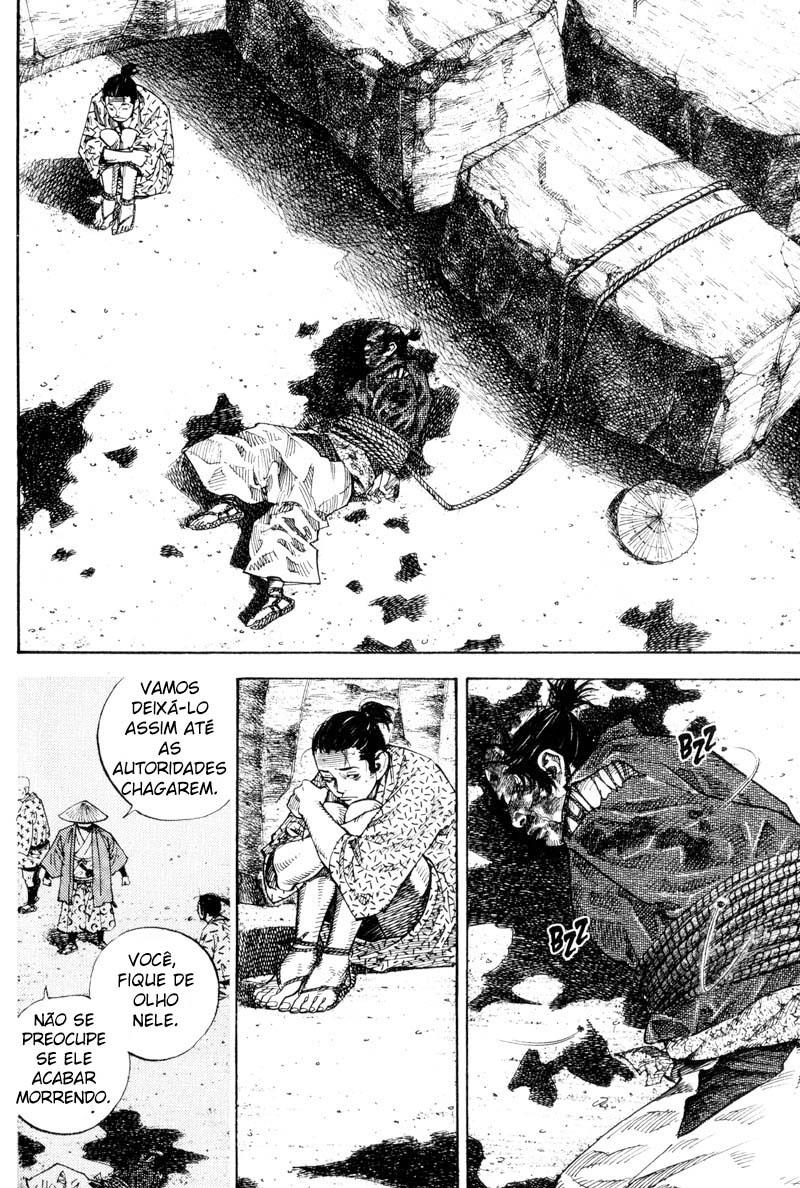 BZZ
BZZ
VAMOS
DEIXÁ-LO
ASSIM ATÉ
AS
AUTORIDADES
CHAGAREM.
VOCÊ,
FIQUE DE
OLHO
NELE.
NÃO SE
PREOCUPE
SE ELE
ACABAR
MORRENDO.